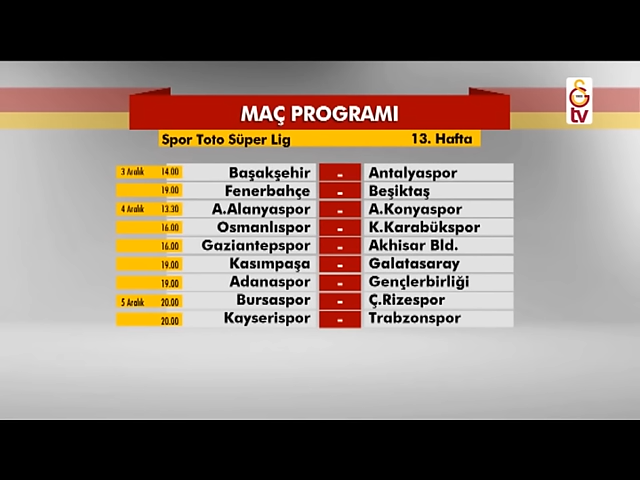 MAÇ PROGRAMI
tv
Spor Toto Süper Lig 13. Hafta
3 Aralık 14.00 Başakşehir - Antalyaspor
19.00 Fenerbahçe - Beşiktaş
4 Aralık 13.30 A.Alanyaspor - A.Konyaspor
16.00 Osmanlıspor - K.Karabükspor
16.00 Gaziantepspor - Akhisar Bld.
19.00 Kasımpaşa - Galatasaray
19.00 Adanaspor - Gençlerbirliği
5 Aralık 20.00 Bursaspor - Ç.Rizespor
20.00 Kayserispor - Trabzonspor